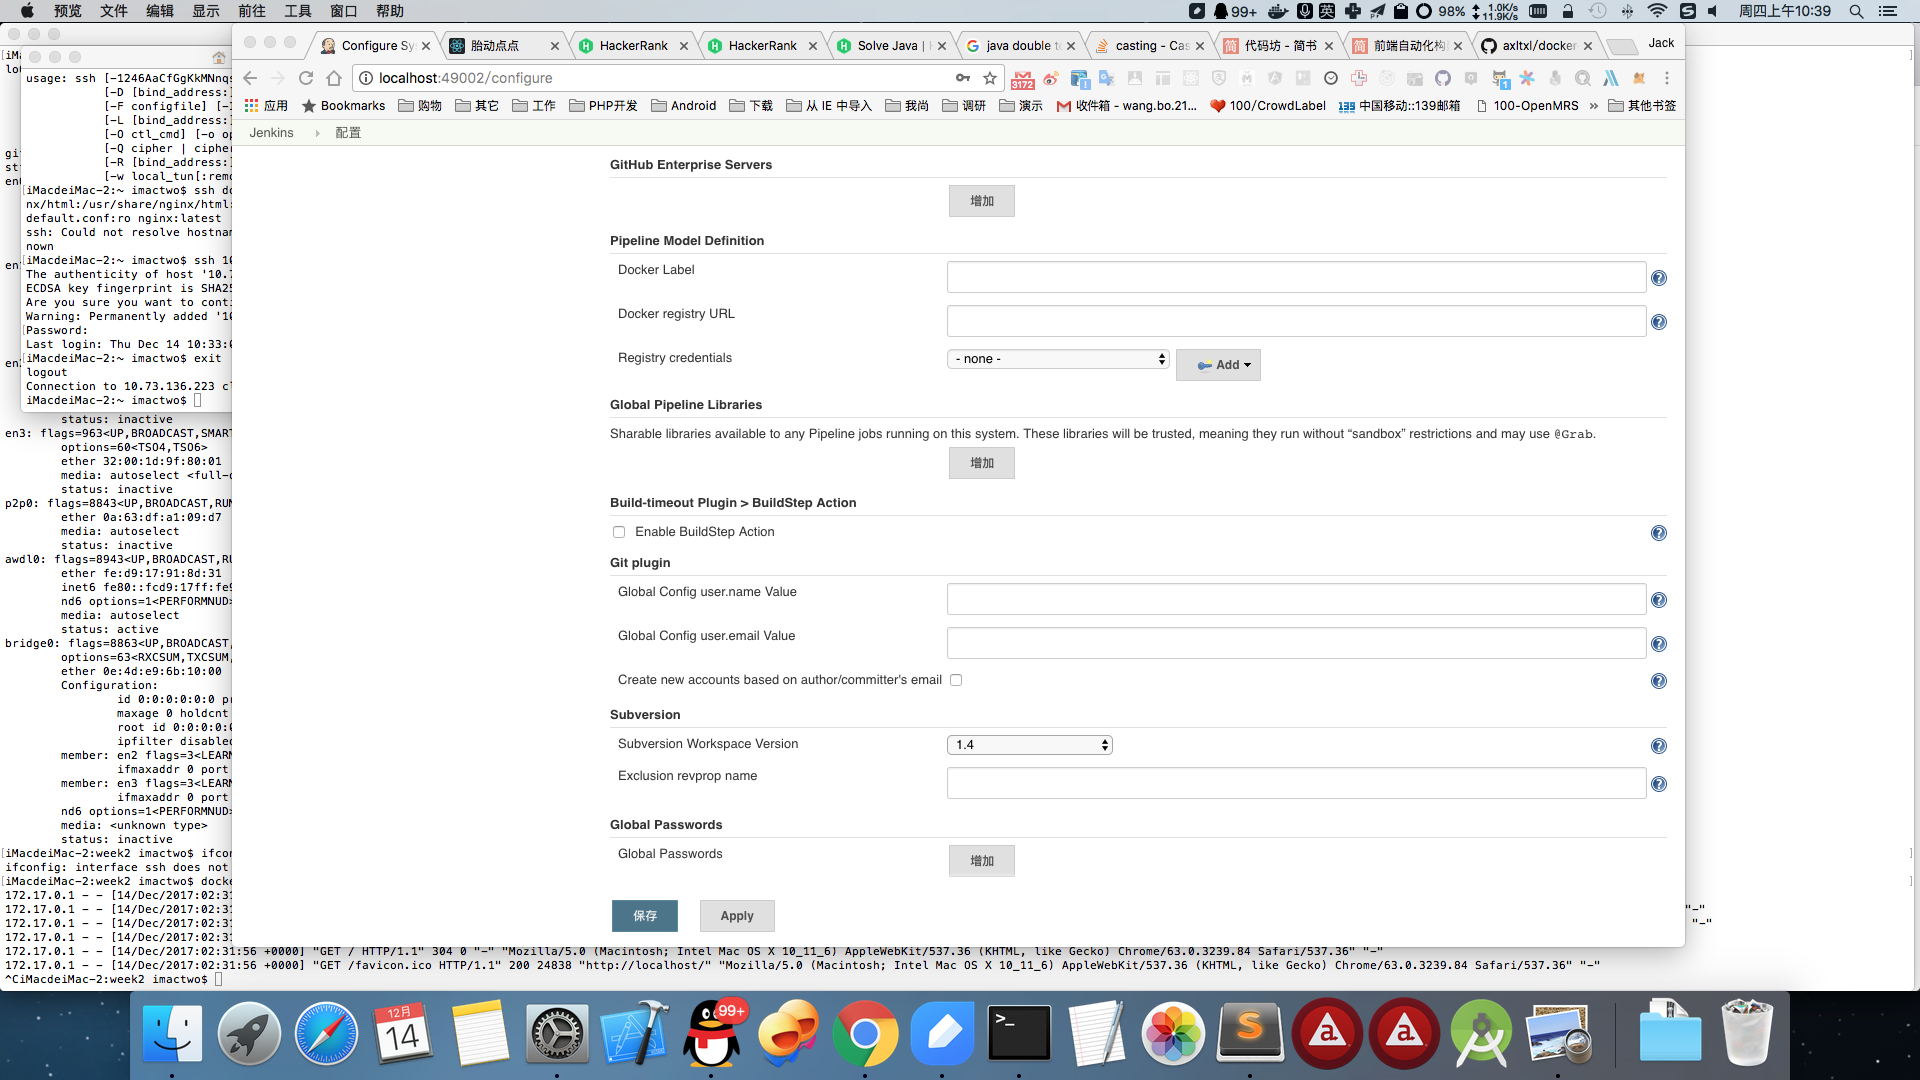 预览 文件 编辑 显示 前往 工具 窗口 帮助 99+ 英 98% 1.0K/s 11.9K/s 周四上午10:39
Configure Sy 胎动点点 HackerRank HackerRank Solve Java | H java double to casting - Cas 代码坊 - 简书 前端自动化构 axltxl/docker Jack
localhost:49002/configure 3172
应用 Bookmarks 购物 其它 工作 PHP开发 Android 下载 从 IE 中导入 我尚 调研 演示 收件箱 - wang.bo.21... 100/CrowdLabel 中国移动::139邮箱 100-OpenMRS » 其他书签
Jenkins 配置
GitHub Enterprise Servers
增加
Pipeline Model Definition
Docker Label
Docker registry URL
Registry credentials - none - Add
Global Pipeline Libraries
Sharable libraries available to any Pipeline jobs running on this system. These libraries will be trusted, meaning they run without “sandbox” restrictions and may use @Grab.
增加
Build-timeout Plugin > BuildStep Action
Enable BuildStep Action
Git plugin
Global Config user.name Value
Global Config user.email Value
Create new accounts based on author/committer's email
Subversion
Subversion Workspace Version 1.4
Exclusion revprop name
Global Passwords
Global Passwords 增加
保存 Apply
usage: ssh [-1246AaCfGgKkMNnqs
[-D [bind_address:]
[-F configfile]
[-L [bind_address:]
[-O ctl_cmd] [-o op
[-Q cipher | cipher
[-R [bind_address:]
[-w local_tun[:remo
iMacdeiMac-2:~ imactwo$ ssh do
nx/html:/usr/share/nginx/html:
default.conf:ro nginx:latest
ssh: Could not resolve hostnam
nown
iMacdeiMac-2:~ imactwo$ ssh 10
The authenticity of host '10.7
ECDSA key fingerprint is SHA25
Are you sure you want to conti
Warning: Permanently added '10
Password:
Last login: Thu Dec 14 10:33:0
iMacdeiMac-2:~ imactwo$ exit
logout
Connection to 10.73.136.223 cl
iMacdeiMac-2:~ imactwo$
status: inactive
en3: flags=963<UP,BROADCAST,SMART
options=60<TSO4,TSO6>
ether 32:00:1d:9f:80:01
media: autoselect <full-d
status: inactive
p2p0: flags=8843<UP,BROADCAST,RUN
ether 0a:63:df:a1:09:d7
media: autoselect
status: inactive
awdl0: flags=8943<UP,BROADCAST,RU
ether fe:d9:17:91:8d:31
inet6 fe80::fcd9:17ff:fe9
nd6 options=1<PERFORMNUD>
media: autoselect
status: active
bridge0: flags=8863<UP,BROADCAST,
options=63<RXCSUM,TXCSUM,
ether 0e:4d:e9:6b:10:00
Configuration:
id 0:0:0:0:0:0 pr
maxage 0 holdcnt
root id 0:0:0:0:0
ipfilter disabled
member: en2 flags=3<LEARN
ifmaxaddr 0 port
member: en3 flags=3<LEARN
ifmaxaddr 0 port
nd6 options=1<PERFORMNUD>
media: <unknown type>
status: inactive
iMacdeiMac-2:week2 imactwo$ ifcon
ifconfig: interface ssh does not
iMacdeiMac-2:week2 imactwo$ docke
172.17.0.1 - - [14/Dec/2017:02:31
172.17.0.1 - - [14/Dec/2017:02:31 "-"
172.17.0.1 - - [14/Dec/2017:02:31 "-"
172.17.0.1 - - [14/Dec/2017:02:31
172.17.0.1 - - [14/Dec/2017:02:31:56 +0000] "GET / HTTP/1.1" 304 0 "-" "Mozilla/5.0 (Macintosh; Intel Mac OS X 10_11_6) AppleWebKit/537.36 (KHTML, like Gecko) Chrome/63.0.3239.84 Safari/537.36" "-"
172.17.0.1 - - [14/Dec/2017:02:31:56 +0000] "GET /favicon.ico HTTP/1.1" 200 24838 "http://localhost/" "Mozilla/5.0 (Macintosh; Intel Mac OS X 10_11_6) AppleWebKit/537.36 (KHTML, like Gecko) Chrome/63.0.3239.84 Safari/537.36" "-"
^CiMacdeiMac-2:week2 imactwo$
12月
14
99+